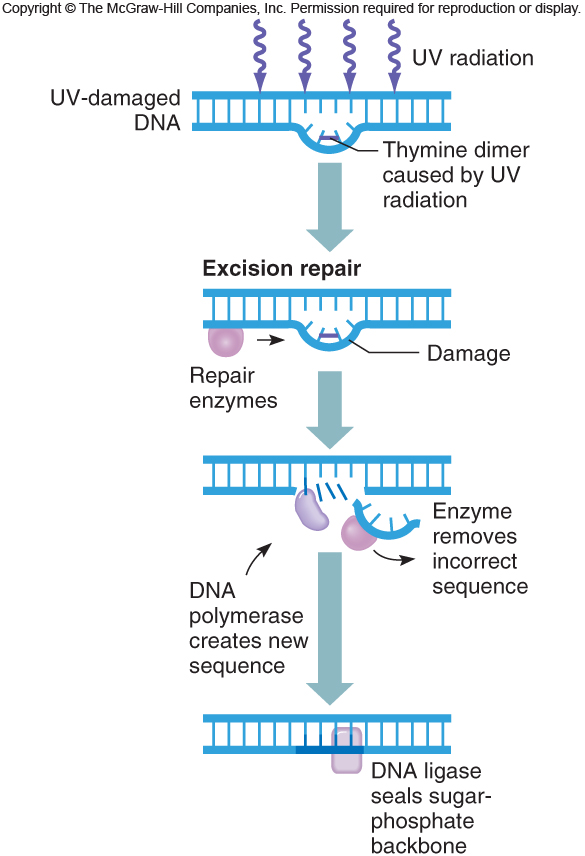 Copyright © The McGraw-Hill Companies, Inc. Permission required for reproduction or display.
UV radiation
UV-damaged
DNA
Thymine dimer
caused by UV
radiation
Excision repair
Damage
Repair
enzymes
Enzyme
removes
incorrect
sequence
DNA
polymerase
creates new
sequence
DNA ligase
seals sugar-
phosphate
backbone